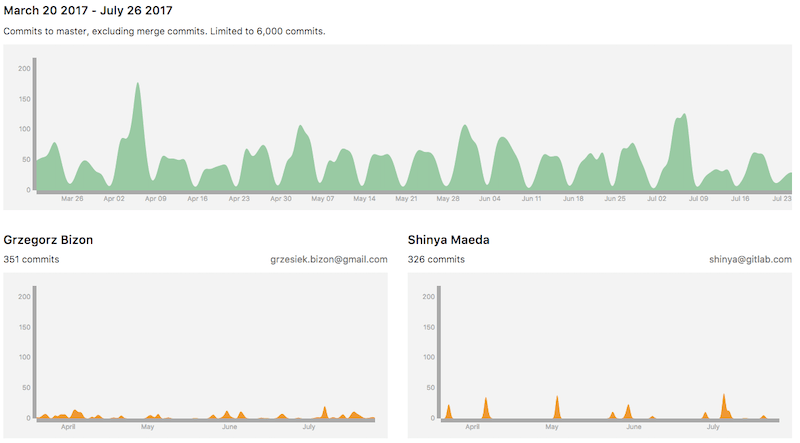 March 20 2017 - July 26 2017
Commits to master, excluding merge commits. Limited to 6,000 commits.
200
150
100
50
0
Mar 26 Apr 02 Apr 09 Apr 16 Apr 23 Apr 30 May 07 May 14 May 21 May 28 Jun 04 Jun 11 Jun 18 Jun 25 Jul 02 Jul 09 Jul 16 Jul 23
Grzegorz Bizon
351 commits grzesiek.bizon@gmail.com
200
150
100
50
0
April May June July
Shinya Maeda
326 commits shinya@gitlab.com
200
150
100
50
0
April May June July